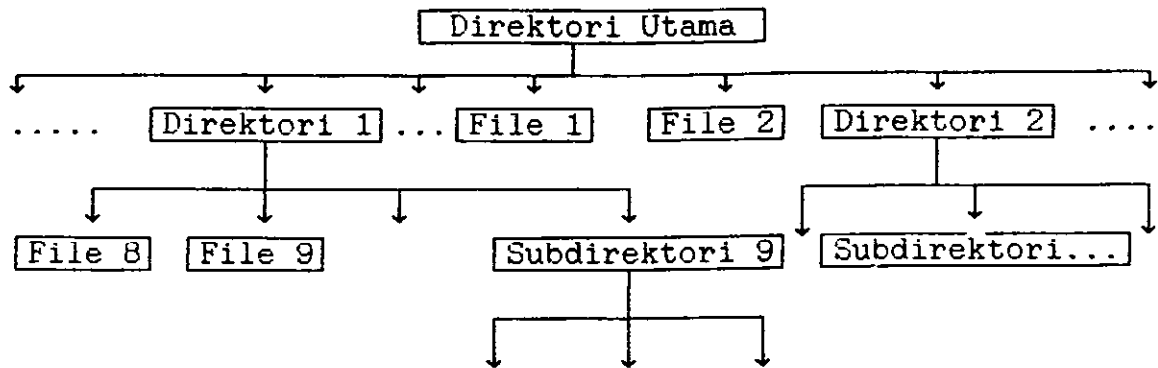 Direktori Utama
..... Direktori 1 ... File 1 File 2 Direktori 2 ....
File 8 File 9 Subdirektori 9 Subdirektori...